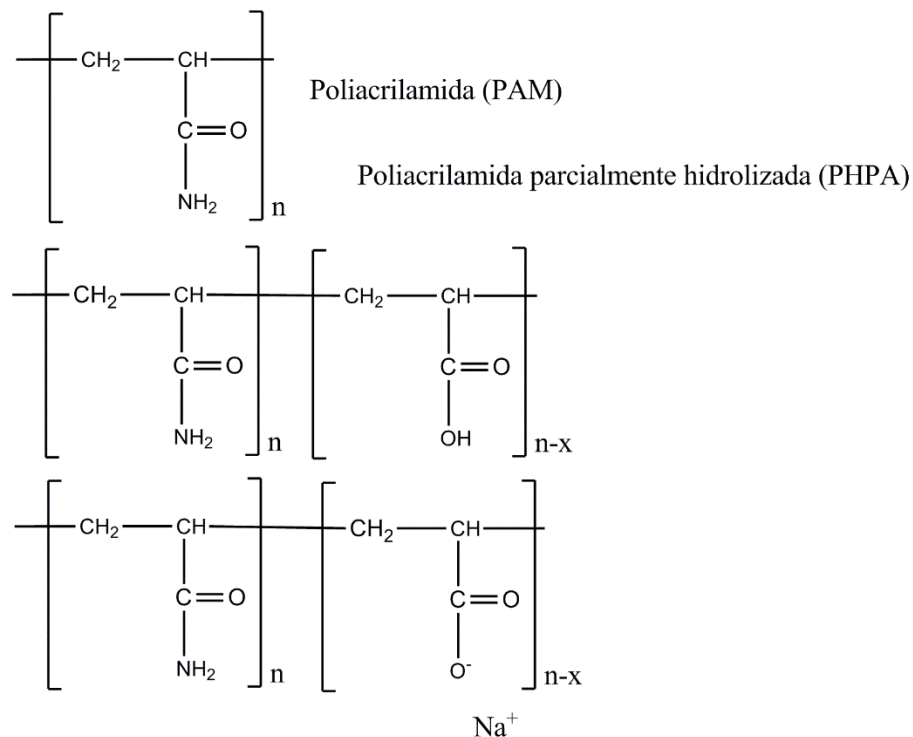 CH₂ CH
Poliacrilamida (PAM)
C O
NH₂ n
Poliacrilamida parcialmente hidrolizada (PHPA)
CH₂ CH CH₂ CH
C O C O
NH₂ n OH n-x
CH₂ CH CH₂ CH
C O C O
NH₂ n O⁻ n-x
Na⁺